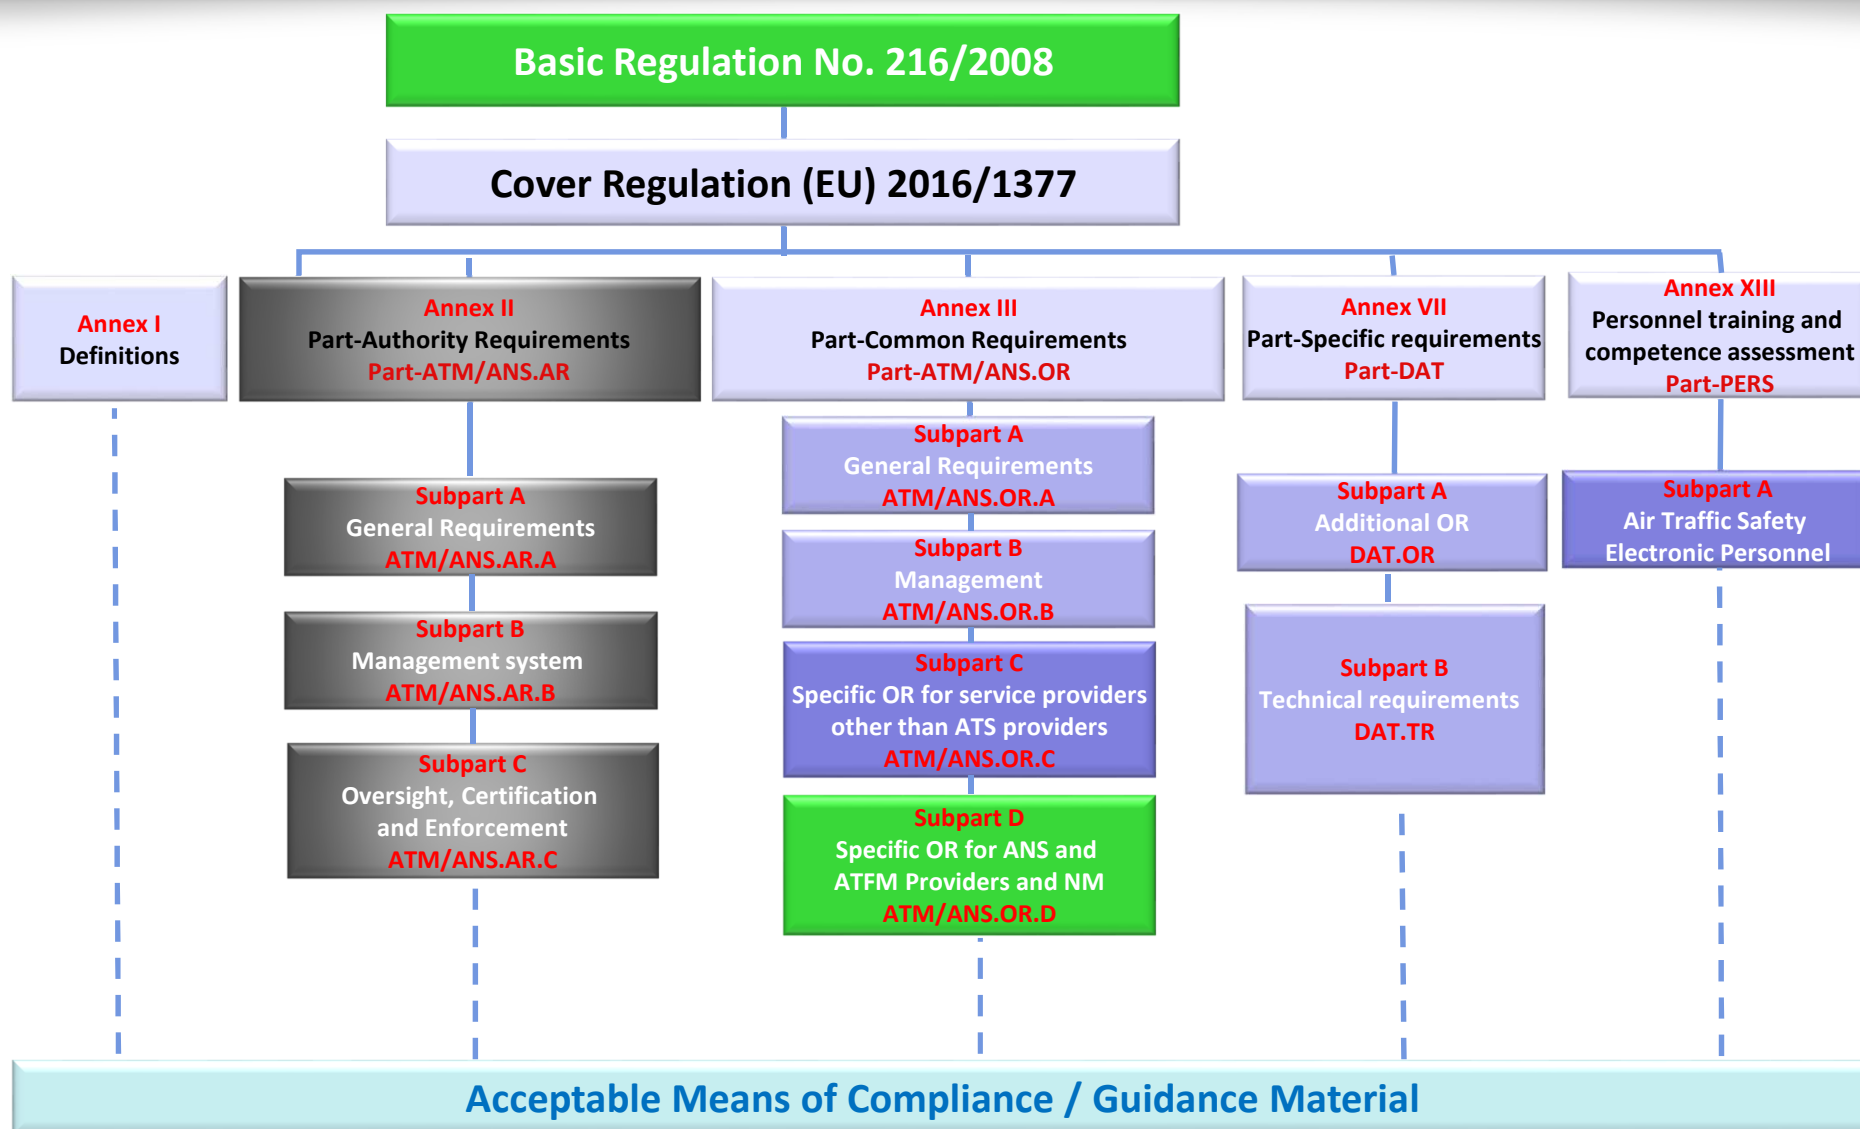 Basic Regulation No. 216/2008
Cover Regulation (EU) 2016/1377
Annex I
Definitions
Annex II
Part-Authority Requirements
Part-ATM/ANS.AR
Subpart A
General Requirements
ATM/ANS.AR.A
Subpart B
Management system
ATM/ANS.AR.B
Subpart C
Oversight, Certification
and Enforcement
ATM/ANS.AR.C
Annex III
Part-Common Requirements
Part-ATM/ANS.OR
Subpart A
General Requirements
ATM/ANS.OR.A
Subpart B
Management
ATM/ANS.OR.B
Subpart C
Specific OR for service providers
other than ATS providers
ATM/ANS.OR.C
Subpart D
Specific OR for ANS and
ATFM Providers and NM
ATM/ANS.OR.D
Annex VII
Part-Specific requirements
Part-DAT
Subpart A
Additional OR
DAT.OR
Subpart B
Technical requirements
DAT.TR
Annex XIII
Personnel training and
competence assessment
Part-PERS
Subpart A
Air Traffic Safety
Electronic Personnel
Acceptable Means of Compliance / Guidance Material